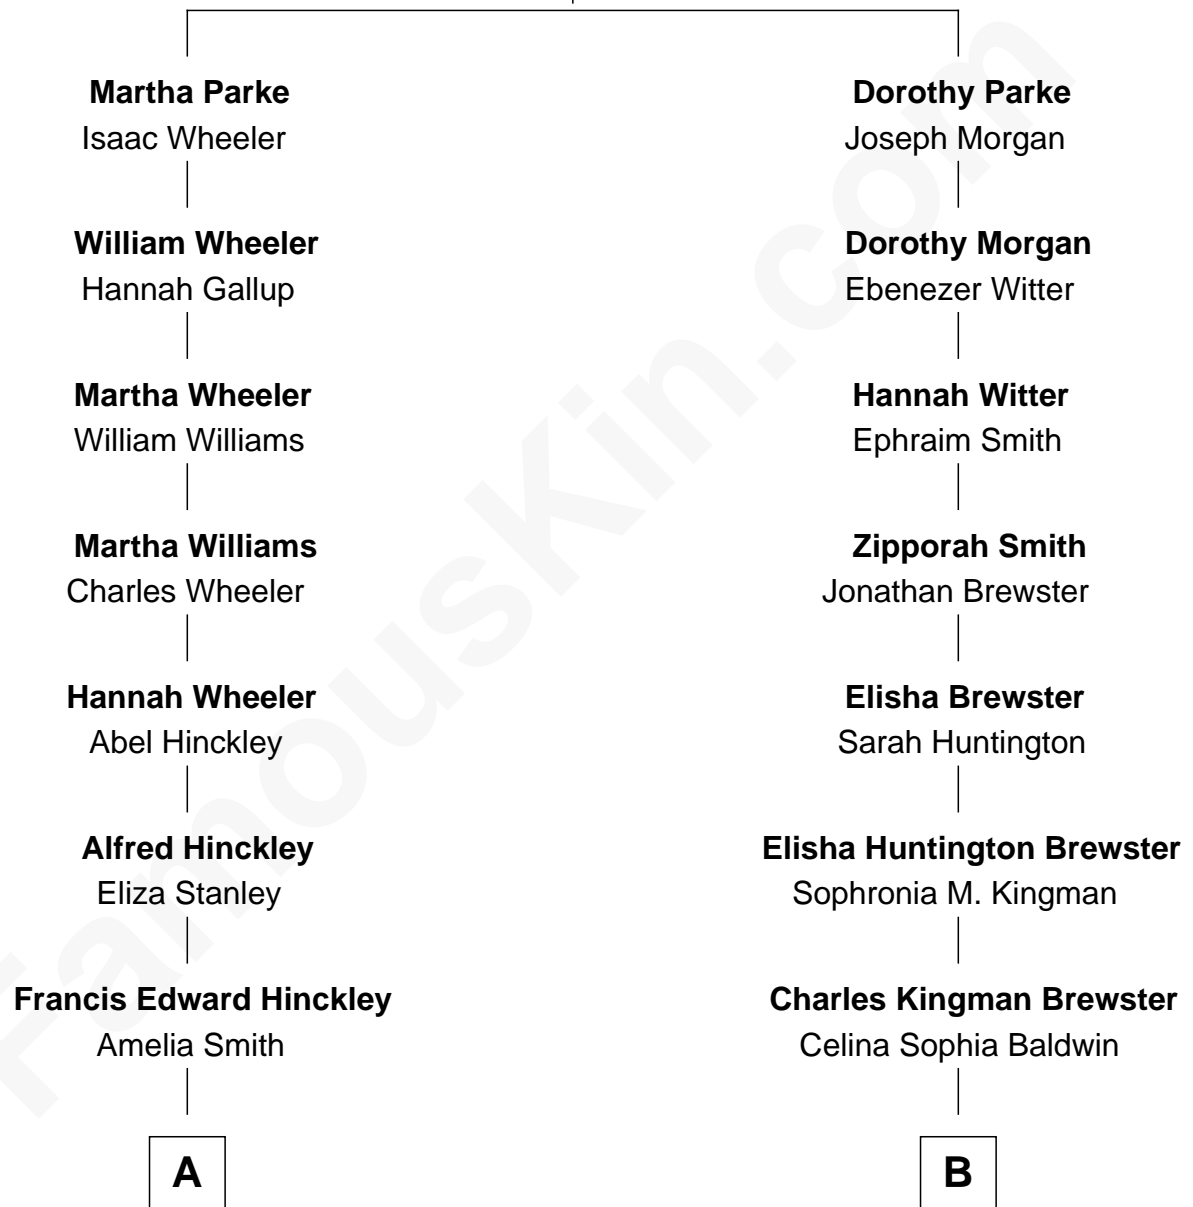 Martha Parke
Isaac Wheeler
William Wheeler
Hannah Gallup
Martha Wheeler
William Williams
Martha Williams
Charles Wheeler
Hannah Wheeler
Abel Hinckley
Alfred Hinckley
Eliza Stanley
Francis Edward Hinckley
Amelia Smith
A
Dorothy Parke
Joseph Morgan
Dorothy Morgan
Ebenezer Witter
Hannah Witter
Ephraim Smith
Zipporah Smith
Jonathan Brewster
Elisha Brewster
Sarah Huntington
Elisha Huntington Brewster
Sophronia M. Kingman
Charles Kingman Brewster
Celina Sophia Baldwin
B
FamousKin.com